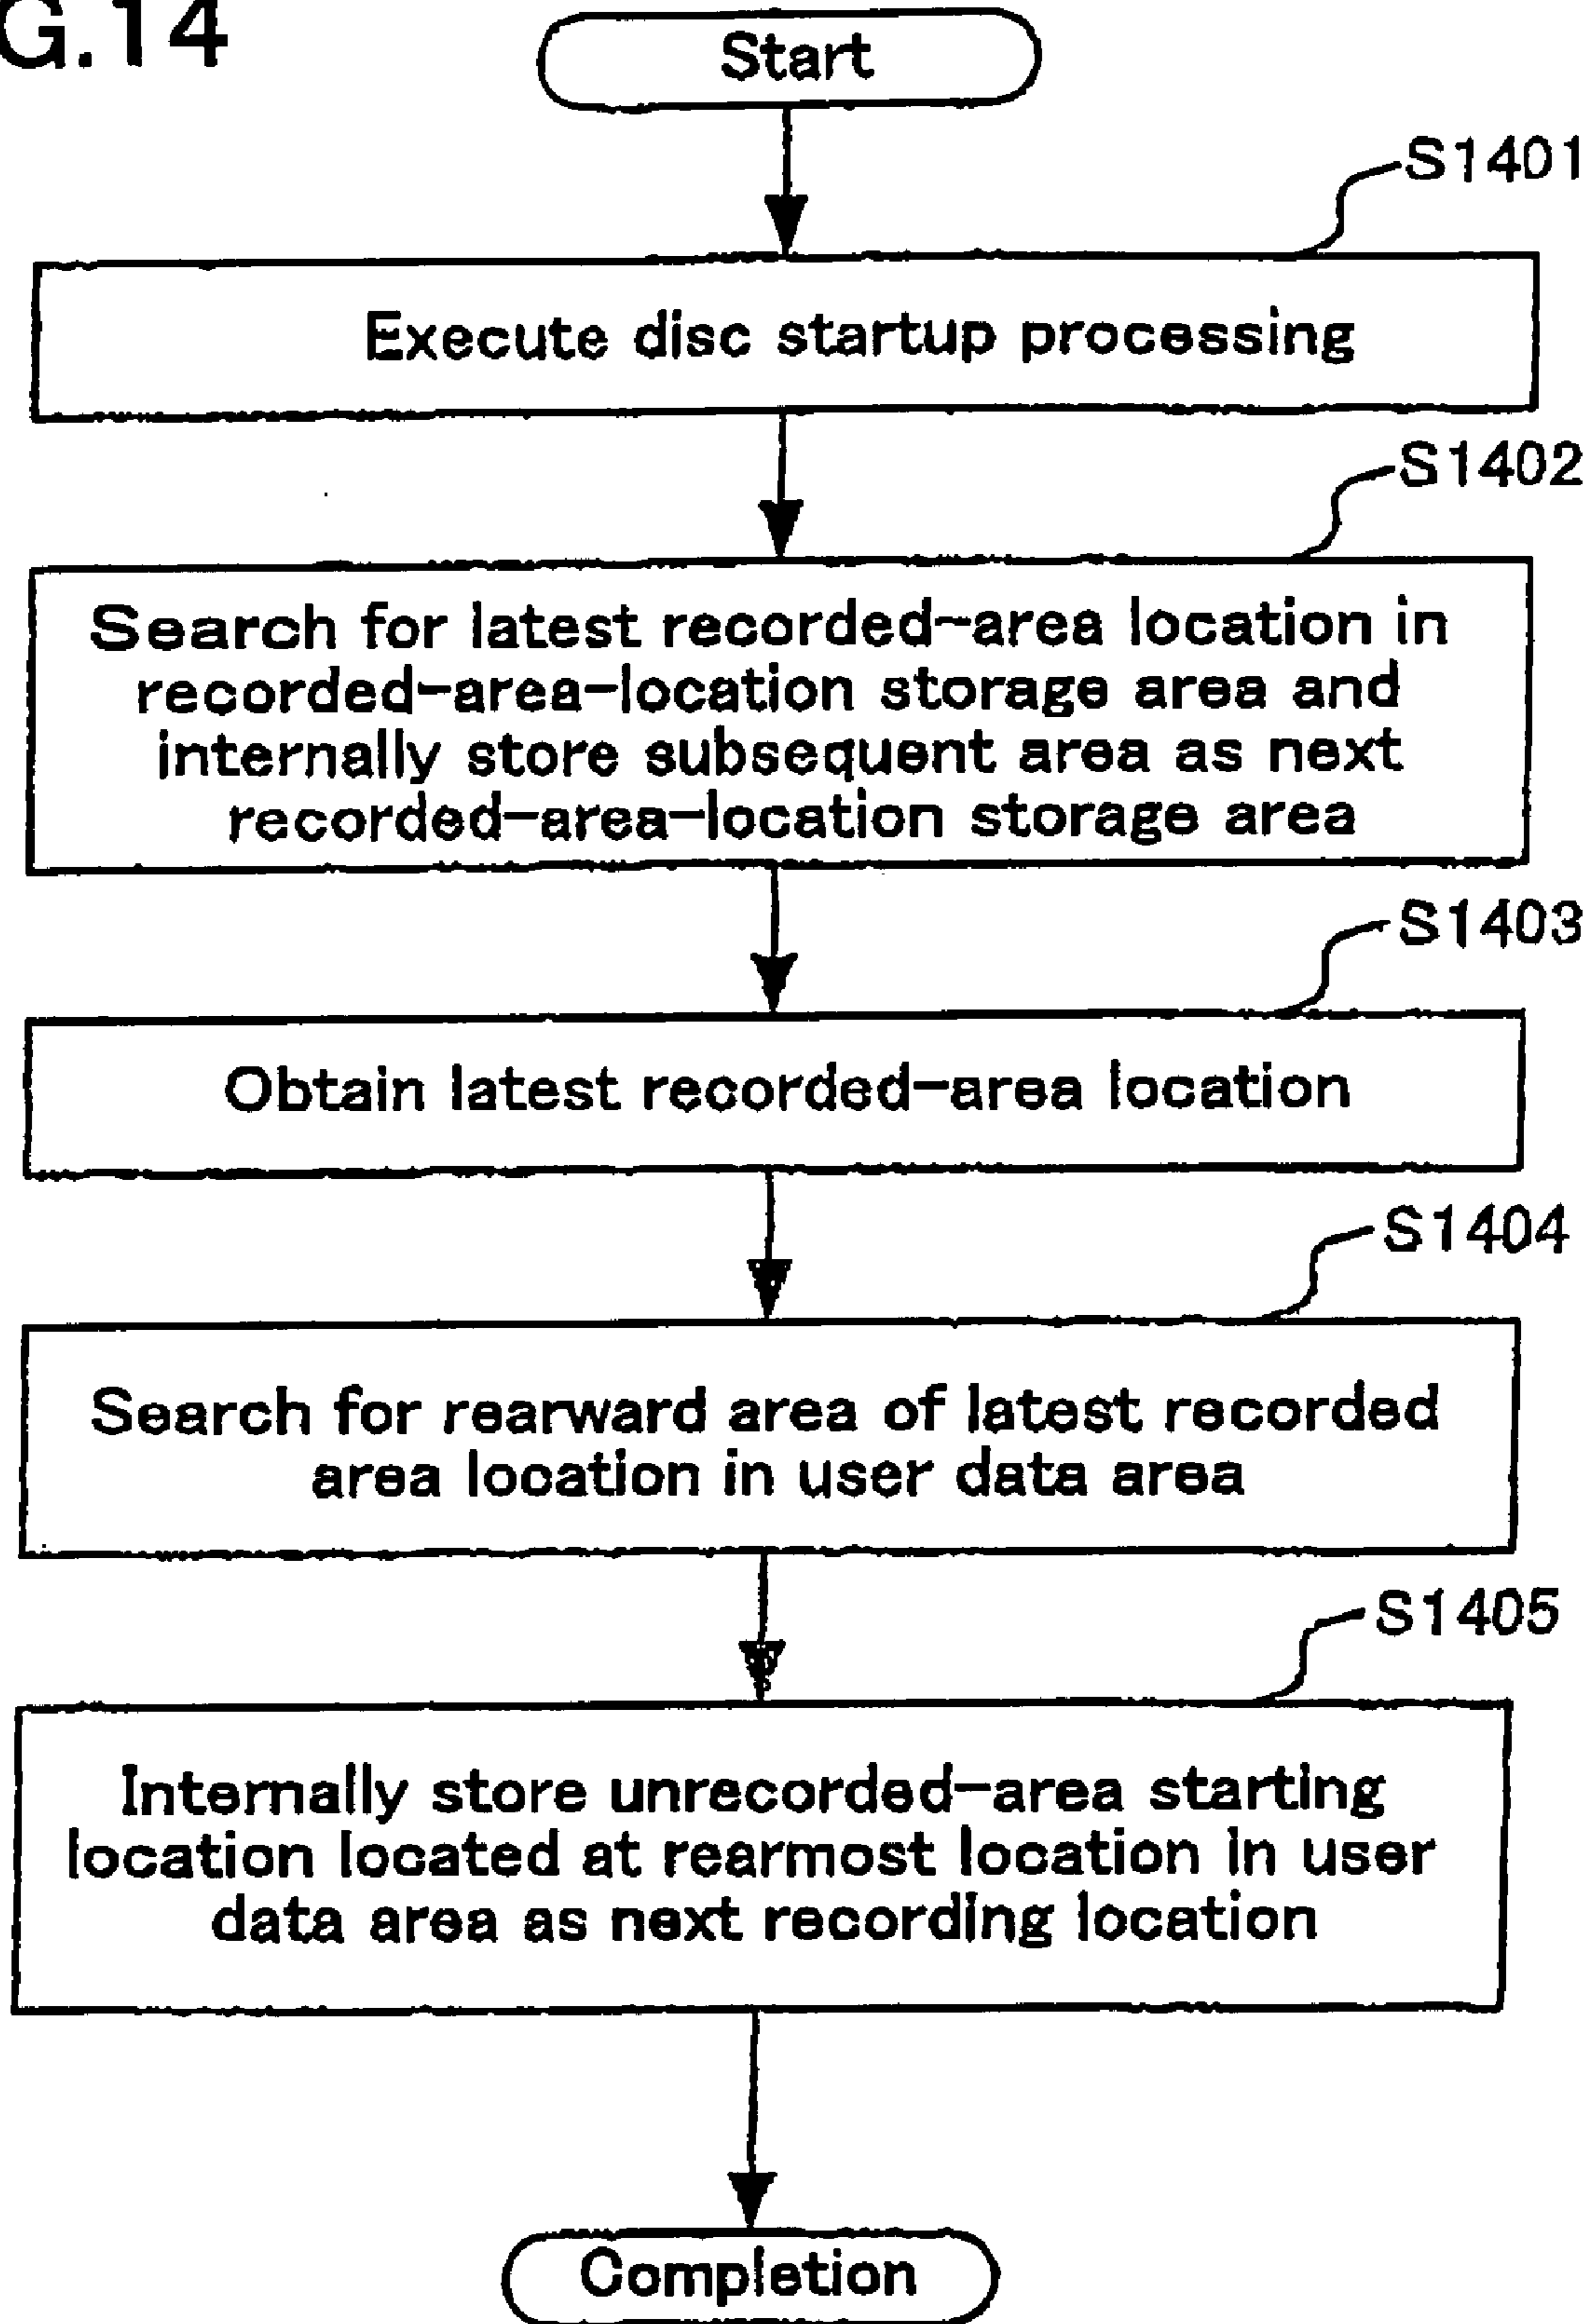 G.14
Start
S1401
Execute disc startup processing
S1402
Search for latest recorded-area location in
recorded-area-location storage area and
internally store subsequent area as next
recorded-area-location storage area
S1403
Obtain latest recorded-area location
S1404
Search for rearward area of latest recorded
area location in user data area
S1405
Internally store unrecorded-area starting
location located at rearmost location in user
data area as next recording location
Completion